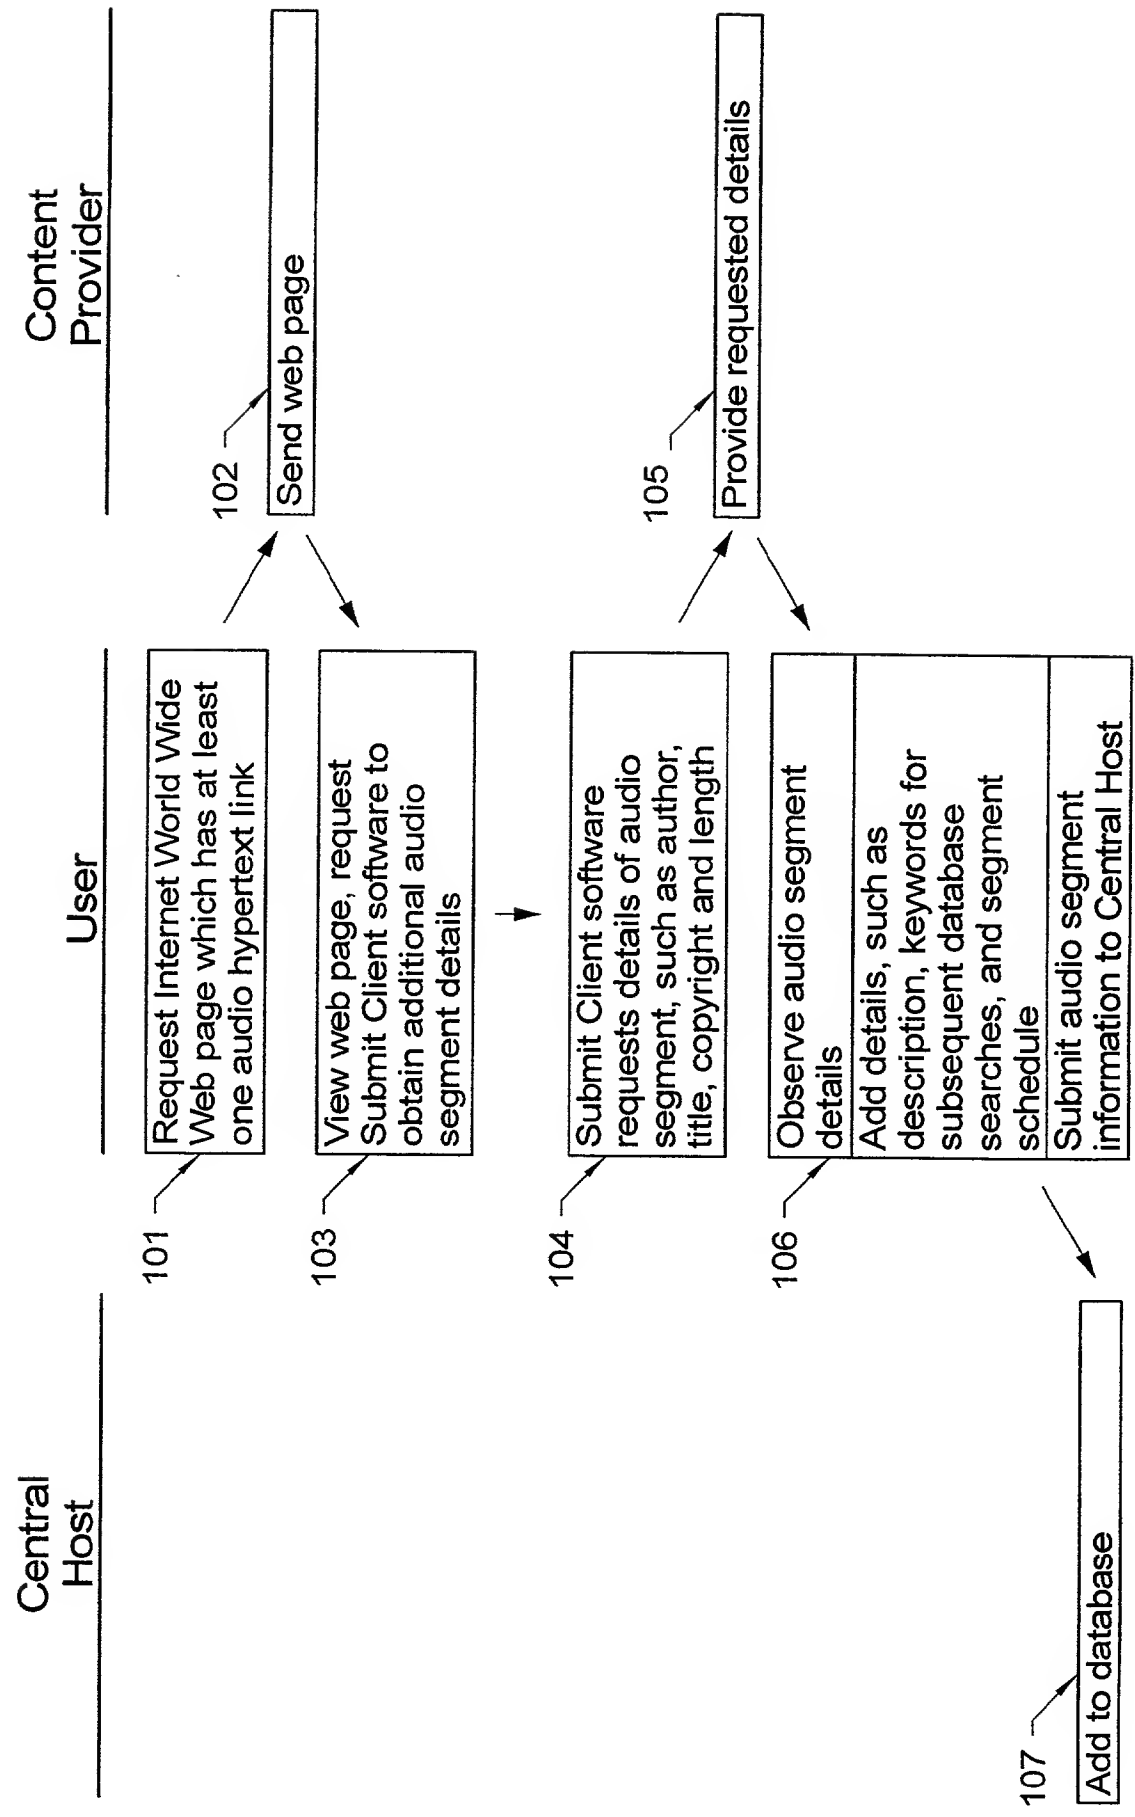 Central
Host
User
Content
Provider
101
Request Internet World Wide
Web page which has at least
one audio hypertext link
102
Send web page
103
View web page, request
Submit Client software to
obtain additional audio
segment details
104
Submit Client software
requests details of audio
segment, such as author,
title, copyright and length
105
Provide requested details
106
Observe audio segment
details
Add details, such as
description, keywords for
subsequent database
searches, and segment
schedule
Submit audio segment
information to Central Host
107
Add to database